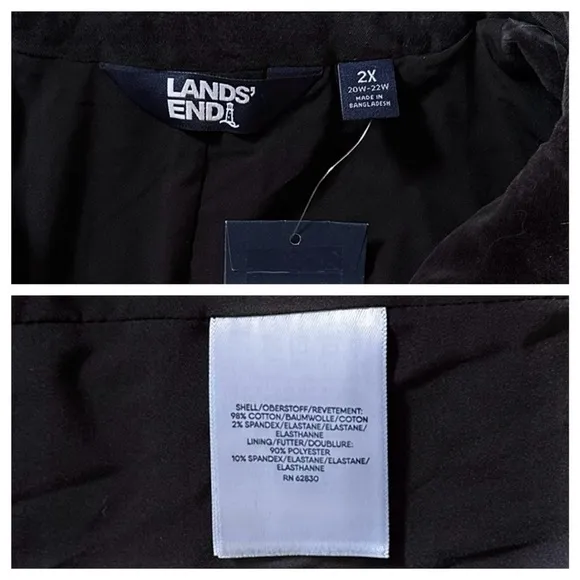 LANDS'
END
2X
20W-22W
MADE IN
BANGLADESH
SHELL/OBERSTOFF/REVETEMENT:
98% COTTON/BAUMWOLLE/COTON
2% SPANDEX/ELASTANE/ELASTANE/
ELASTHANNE
LINING/FUTTER/DOUBLURE:
90% POLYESTER
10% SPANDEX/ELASTANE/ELASTANE/
ELASTHANNE
RN 62830